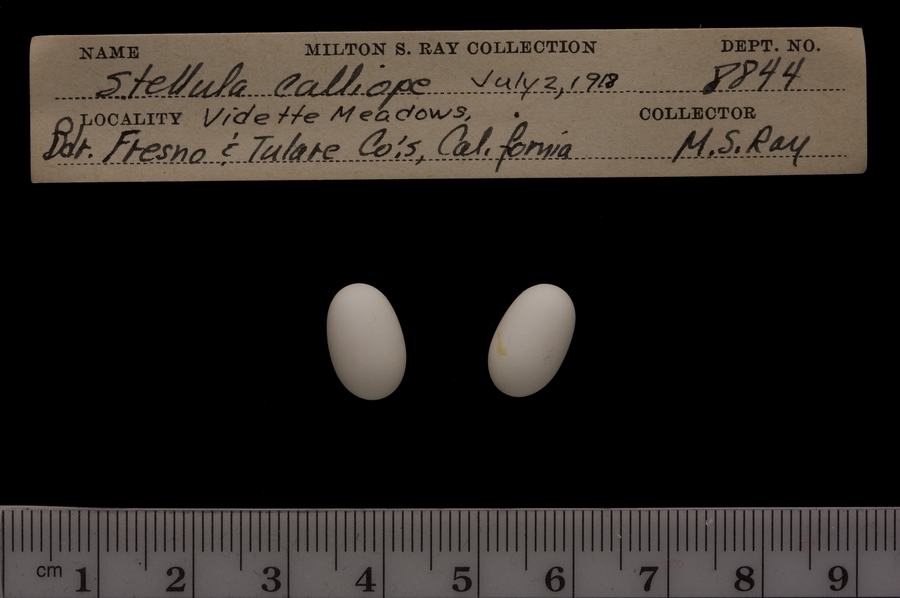 NAME MILTON S. RAY COLLECTION DEPT. NO.
Stellula calliope July 2, 1918 8844
LOCALITY Vidette Meadows, COLLECTOR
Bdr. Fresno & Tulare Co's, California M.S. Ray
cm 1 2 3 4 5 6 7 8 9